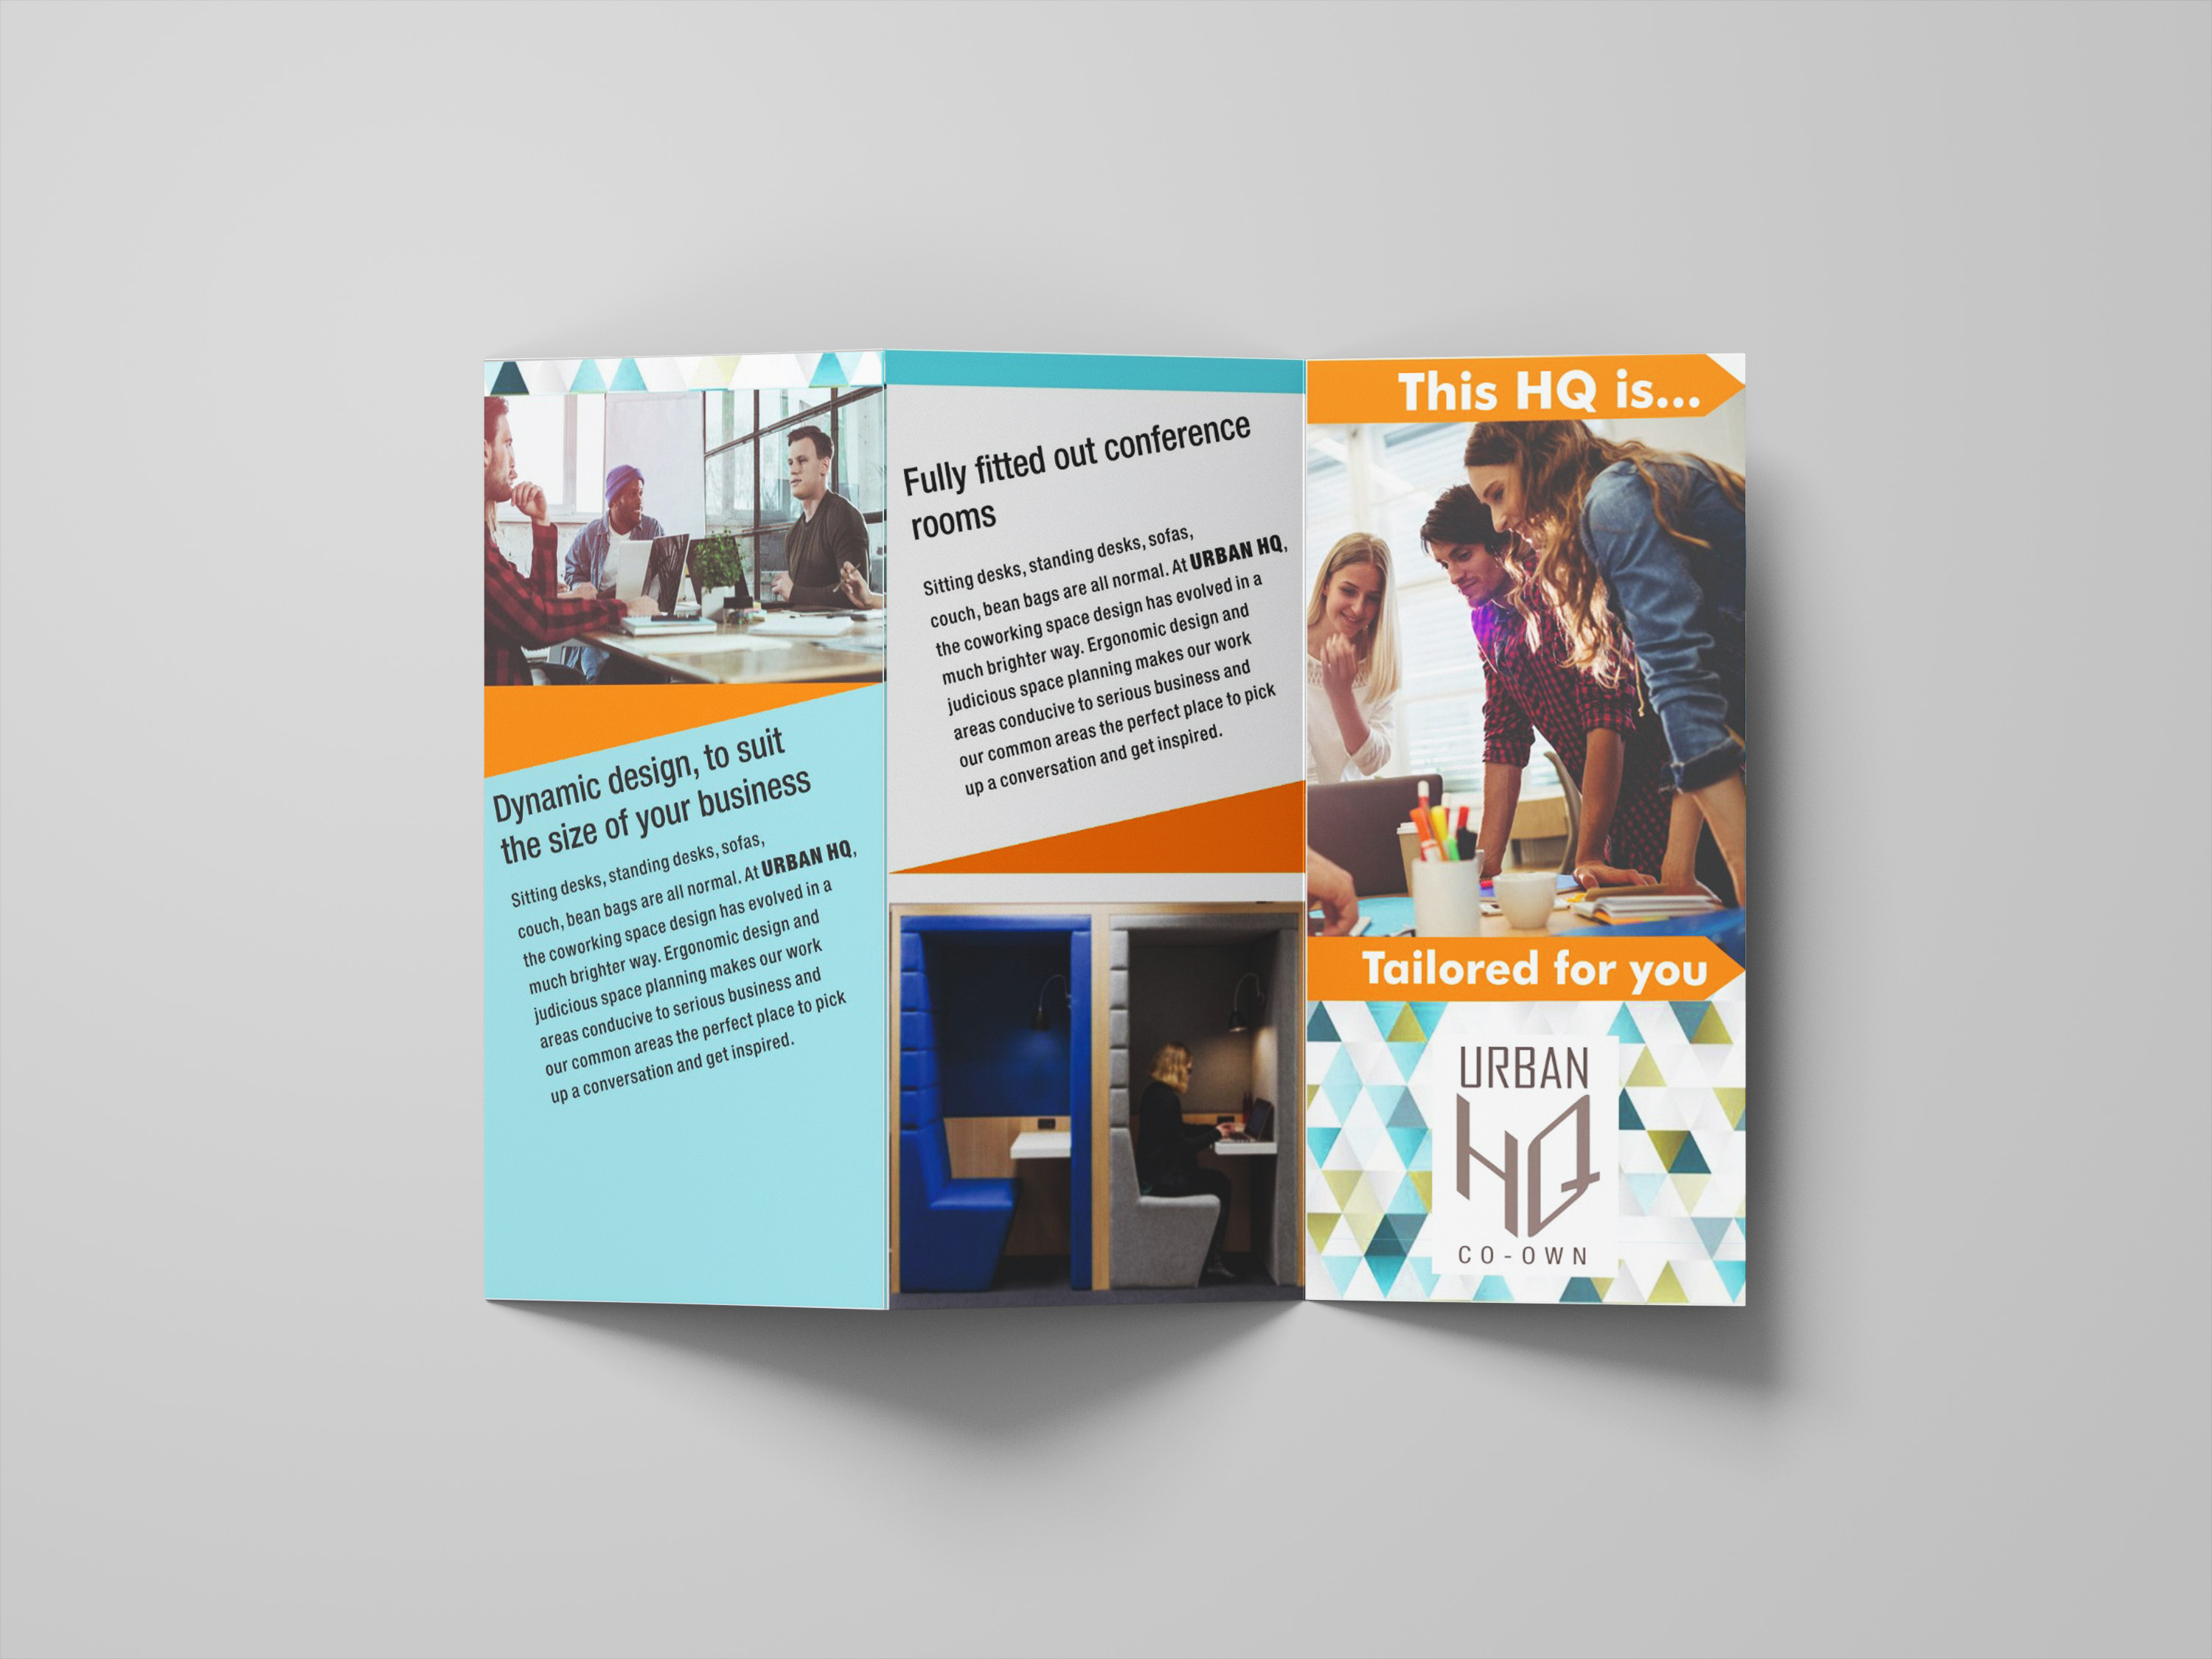 Dynamic design, to suit
the size of your business
Sitting desks, standing desks, sofas,
couch, bean bags are all normal. At URBAN HQ,
the coworking space design has evolved in a
much brighter way. Ergonomic design and
judicious space planning makes our work
areas conducive to serious business and
our common areas the perfect place to pick
up a conversation and get inspired.
Fully fitted out conference
rooms
Sitting desks, standing desks, sofas,
couch, bean bags are all normal. At URBAN HQ,
the coworking space design has evolved in a
much brighter way. Ergonomic design and
judicious space planning makes our work
areas conducive to serious business and
our common areas the perfect place to pick
up a conversation and get inspired.
This HQ is...
Tailored for you
URBAN
HQ
CO-OWN